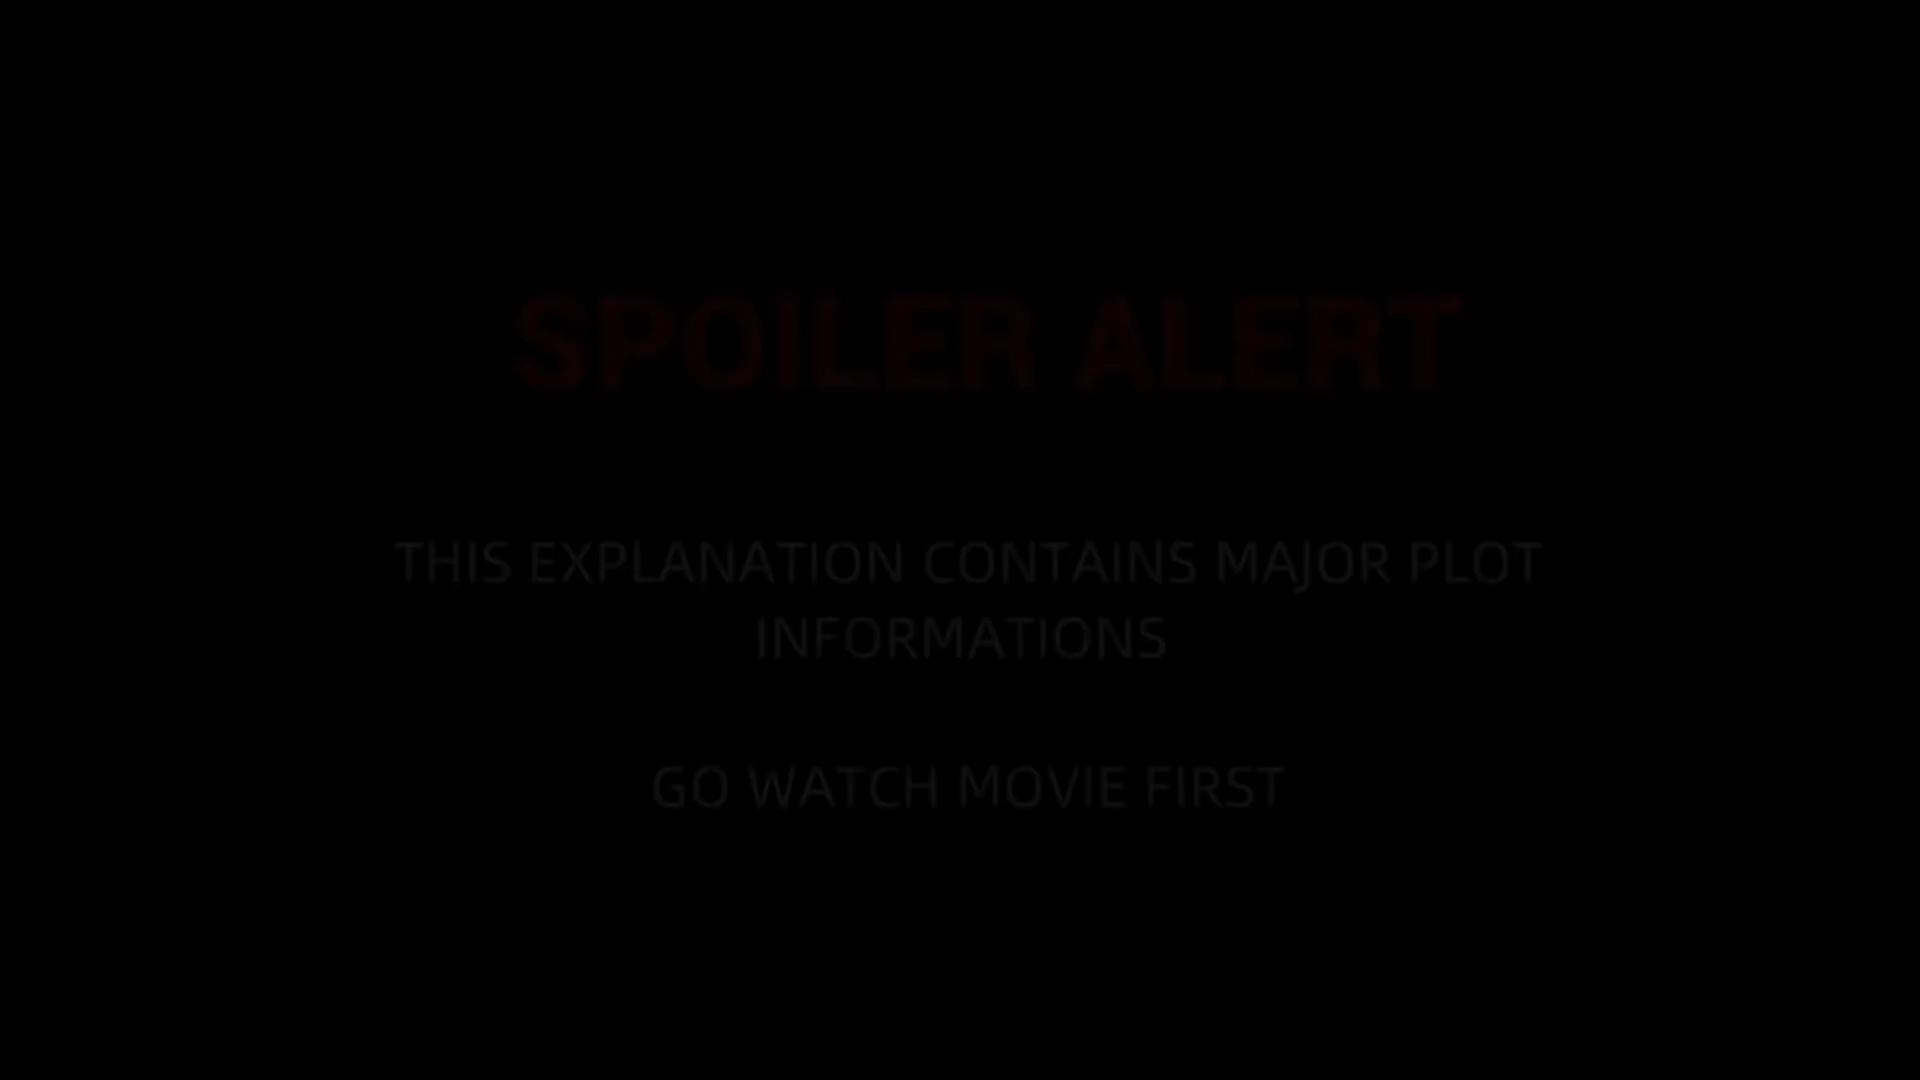 SPOILER ALERT
THIS EXPLANATION CONTAINS MAJOR PLOT
INFORMATIONS
GO WATCH MOVIE FIRST